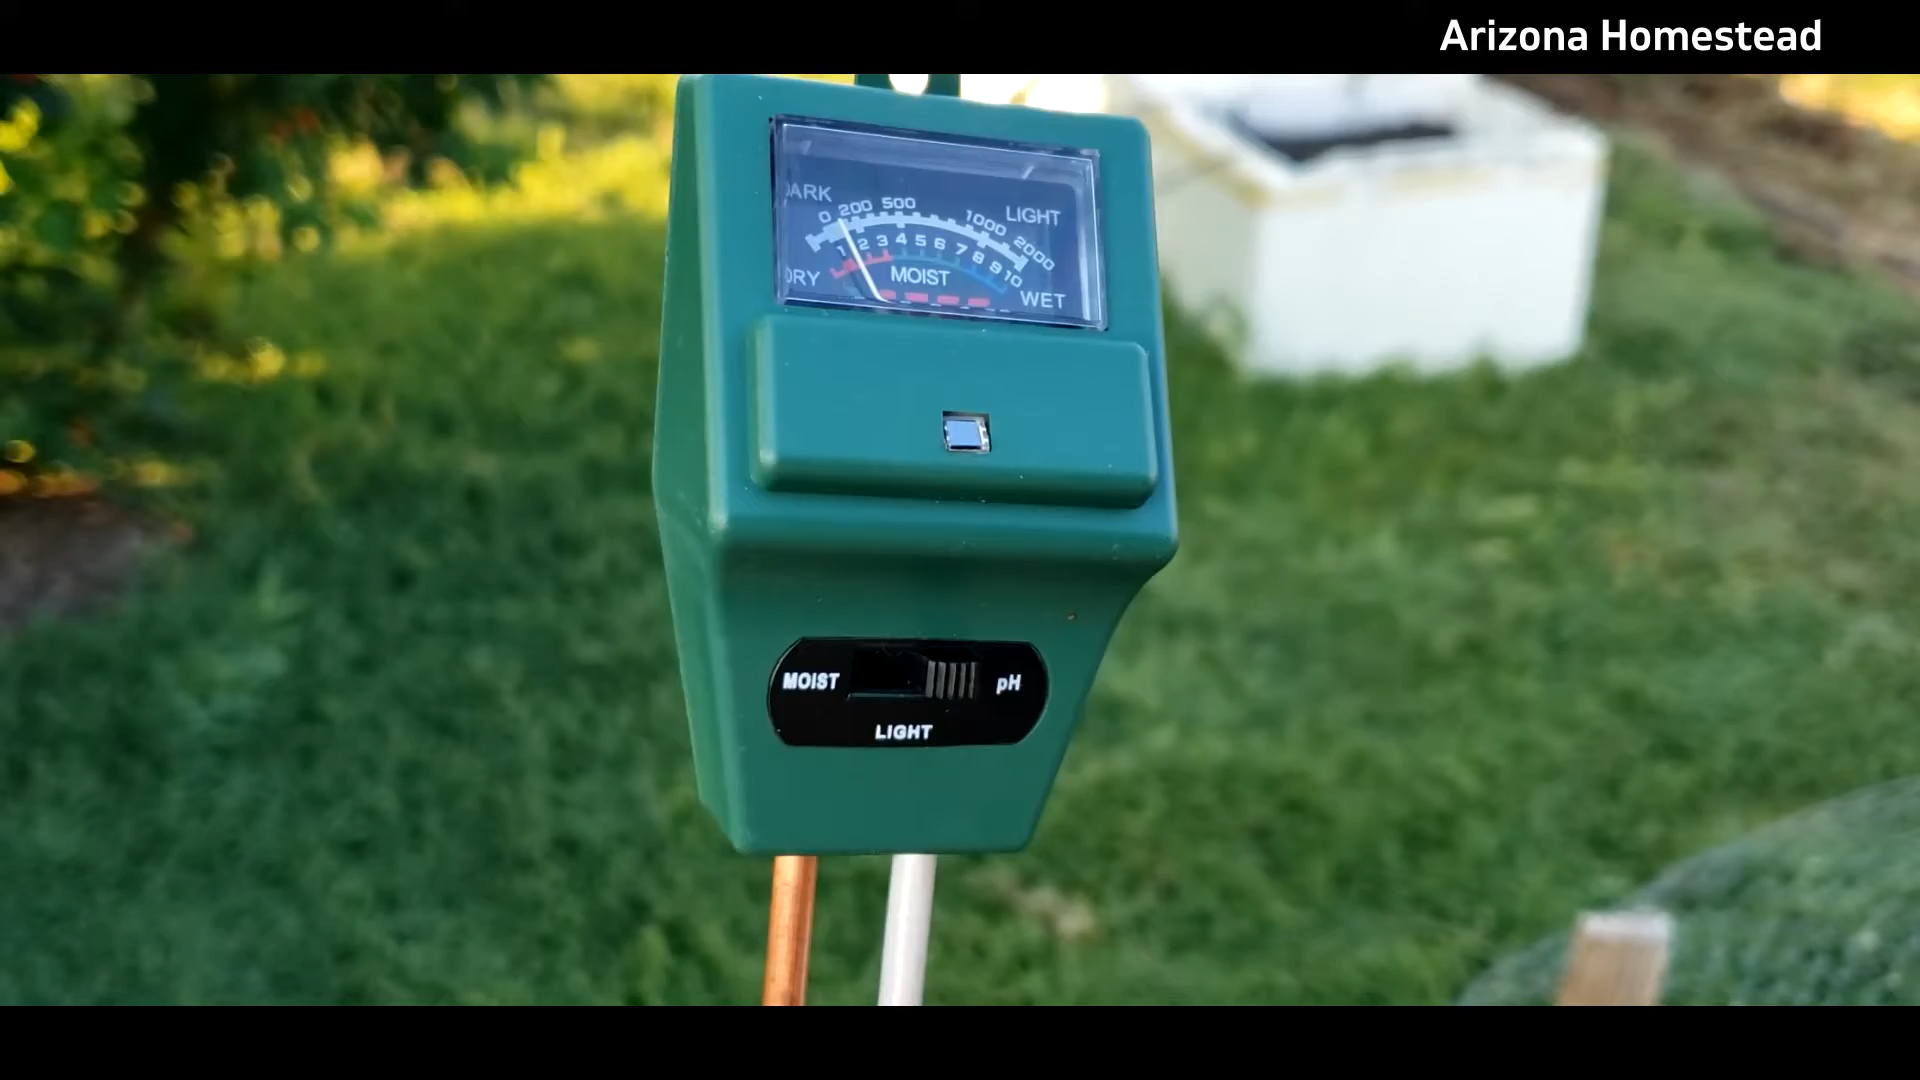 Arizona Homestead
DARK LIGHT
0 200 500 1000 2000
1 2 3 4 5 6 7 8 9 10
DRY MOIST WET
MOIST pH
LIGHT